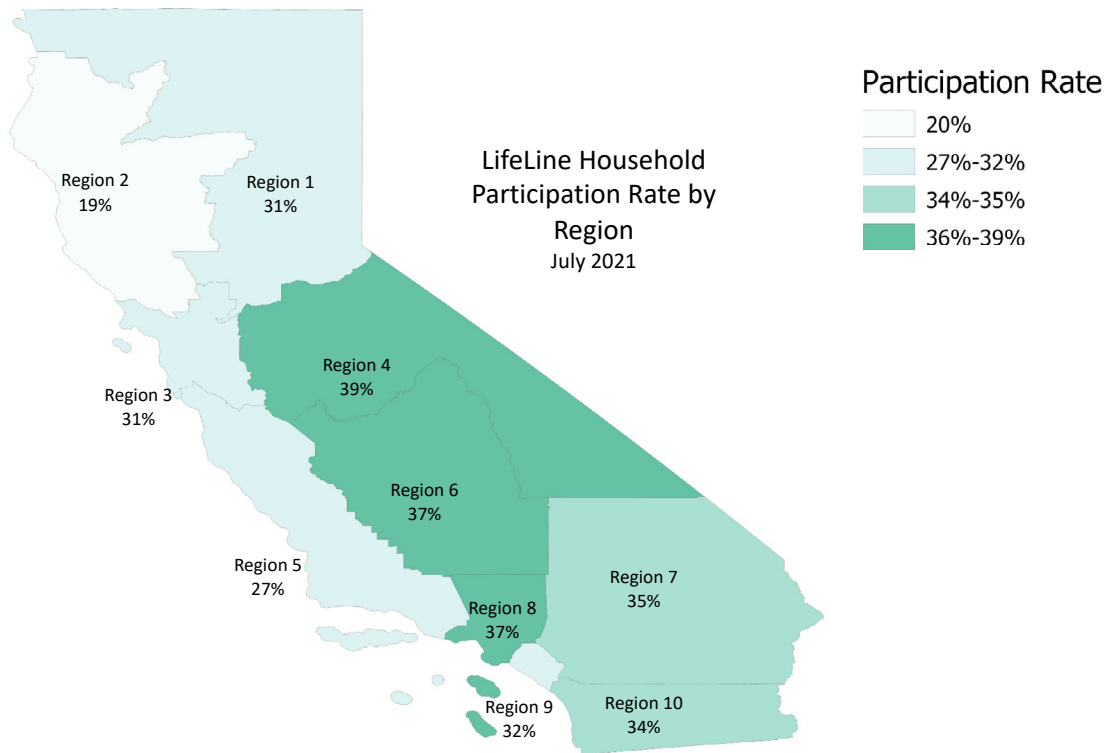 LifeLine Household
Participation Rate by
Region
July 2021
Participation Rate
20%
27%-32%
34%-35%
36%-39%
Region 2
19%
Region 1
31%
Region 4
39%
Region 3
31%
Region 6
37%
Region 5
27%
Region 7
35%
Region 8
37%
Region 9
32%
Region 10
34%